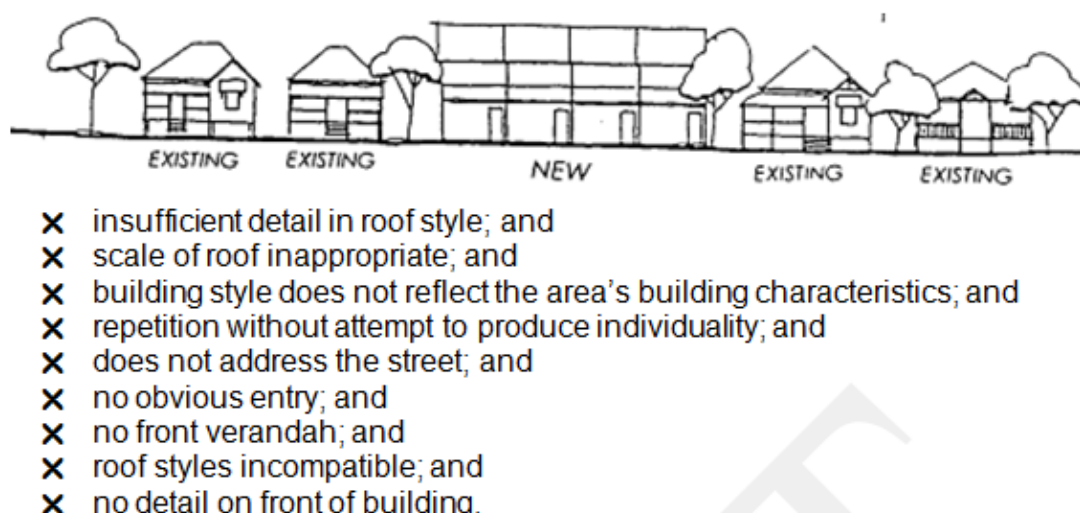 EXISTING EXISTING NEW EXISTING EXISTING
✗ insufficient detail in roof style; and
✗ scale of roof inappropriate; and
✗ building style does not reflect the area's building characteristics; and
✗ repetition without attempt to produce individuality; and
✗ does not address the street; and
✗ no obvious entry; and
✗ no front verandah; and
✗ roof styles incompatible; and
✗ no detail on front of building.